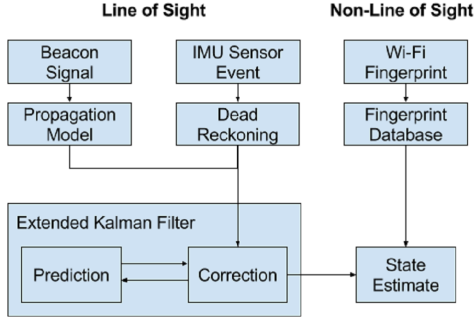 Line of Sight
Non-Line of Sight
Beacon
Signal
IMU Sensor
Event
Wi-Fi
Fingerprint
Propagation
Model
Dead
Reckoning
Fingerprint
Database
Extended Kalman Filter
Prediction
Correction
State
Estimate